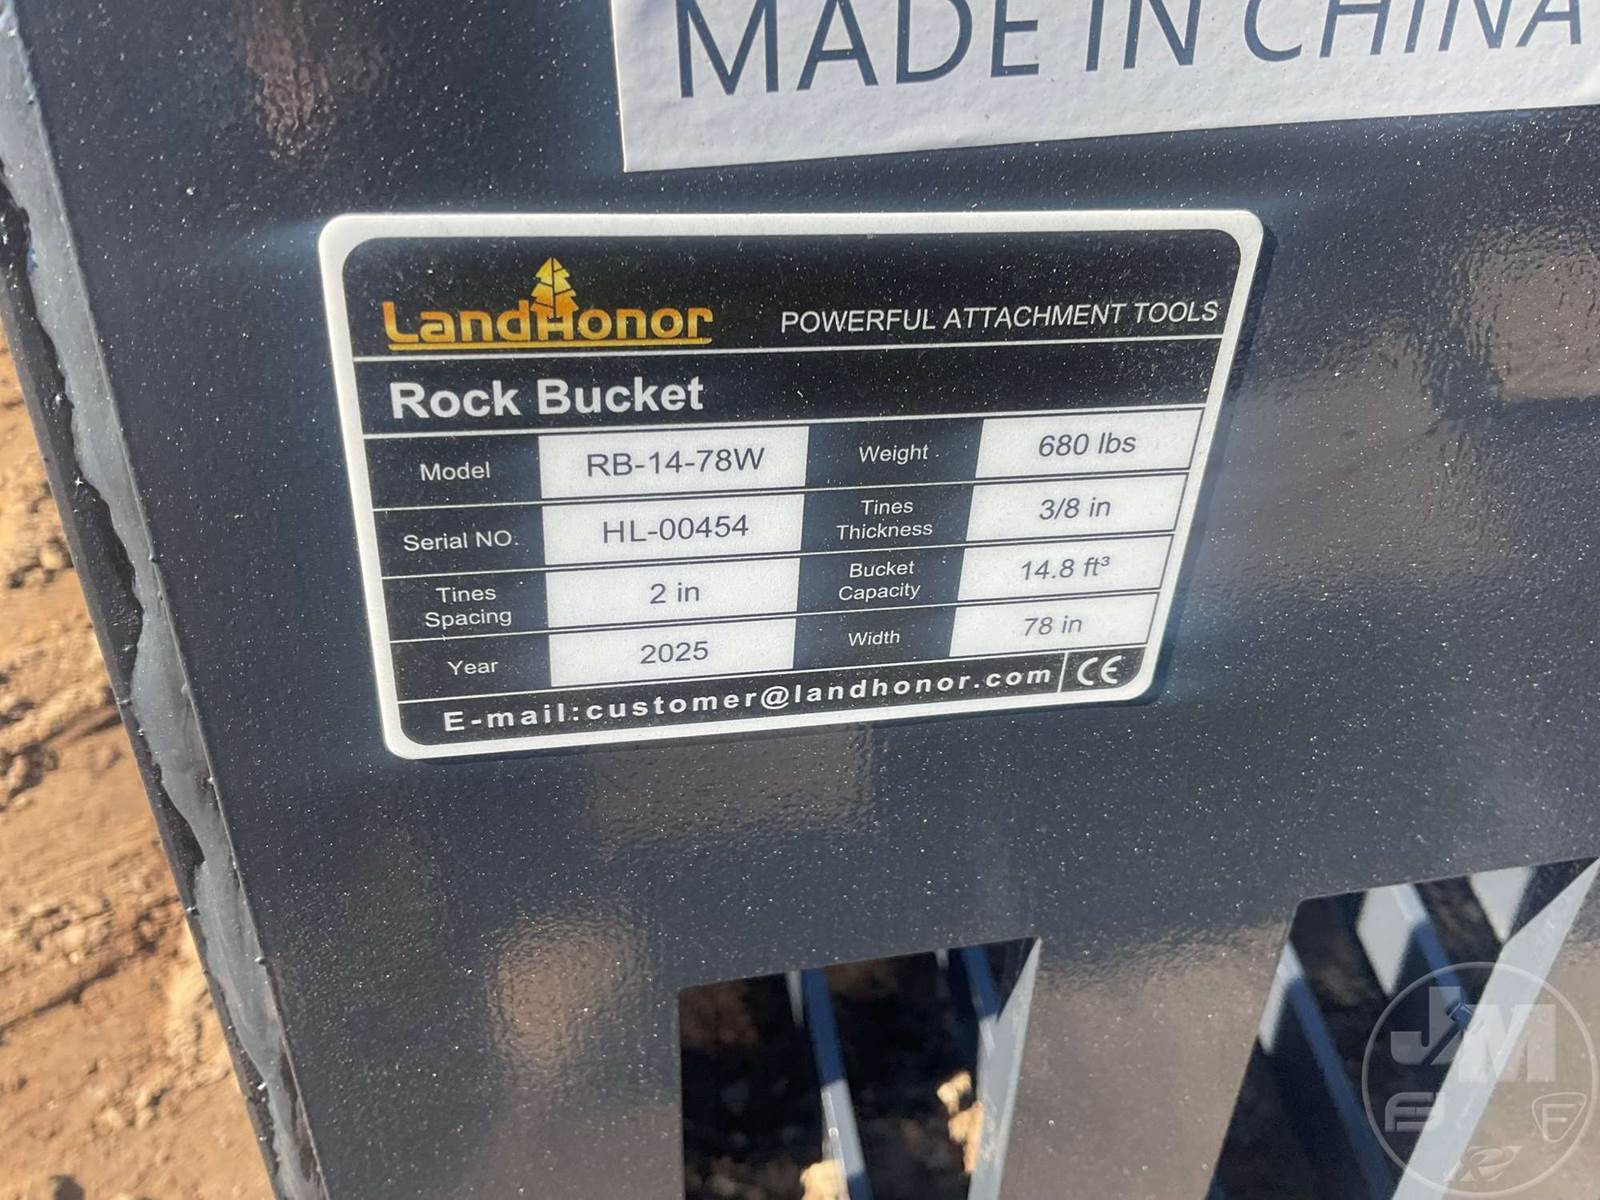 MADE IN CHINA
LandHonor
POWERFUL ATTACHMENT TOOLS
Rock Bucket
Model RB-14-78W Weight 680 lbs
Serial NO. HL-00454 Tines Thickness 3/8 in
Tines Spacing 2 in Bucket Capacity 14.8 ft³
Year 2025 Width 78 in
E-mail:customer@landhonor.com CE
JM